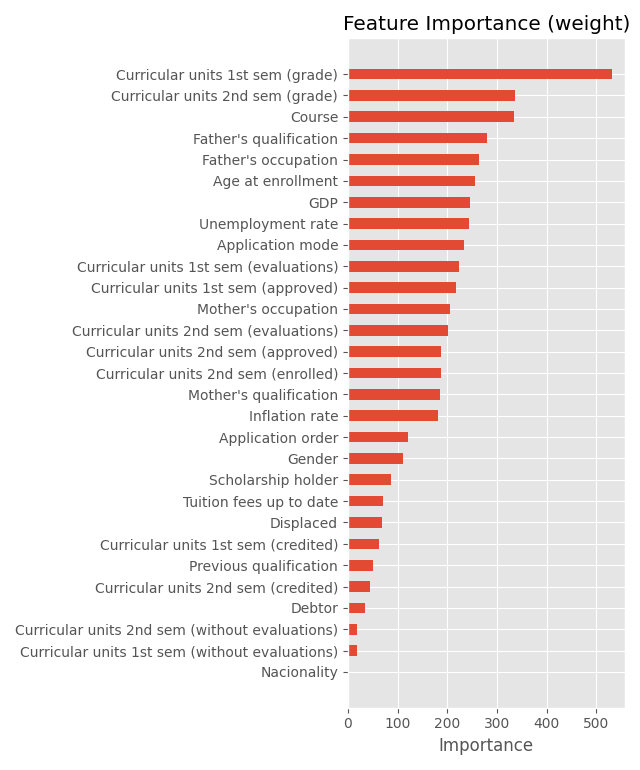 Feature Importance (weight)
Curricular units 1st sem (grade)
Curricular units 2nd sem (grade)
Course
Father's qualification
Father's occupation
Age at enrollment
GDP
Unemployment rate
Application mode
Curricular units 1st sem (evaluations)
Curricular units 1st sem (approved)
Mother's occupation
Curricular units 2nd sem (evaluations)
Curricular units 2nd sem (approved)
Curricular units 2nd sem (enrolled)
Mother's qualification
Inflation rate
Application order
Gender
Scholarship holder
Tuition fees up to date
Displaced
Curricular units 1st sem (credited)
Previous qualification
Curricular units 2nd sem (credited)
Debtor
Curricular units 2nd sem (without evaluations)
Curricular units 1st sem (without evaluations)
Nacionality
0 100 200 300 400 500
Importance